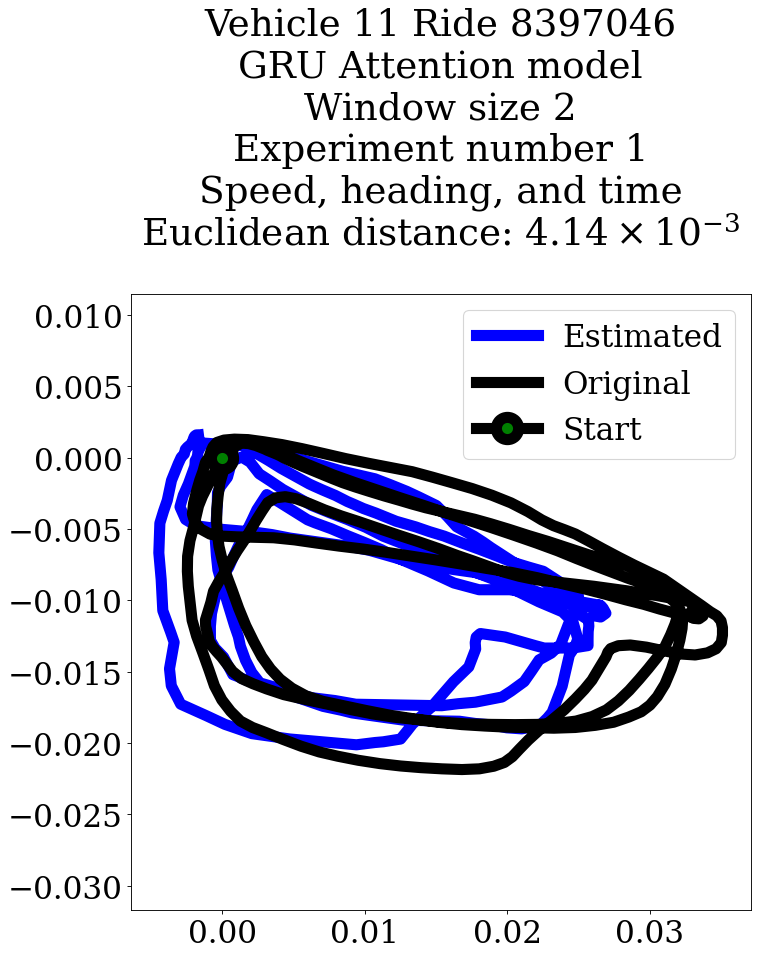 Vehicle 11 Ride 8397046
GRU Attention model
Window size 2
Experiment number 1
Speed, heading, and time
Euclidean distance: 4.14 × 10⁻³
0.010
0.005
0.000
−0.005
−0.010
−0.015
−0.020
−0.025
−0.030
Estimated
Original
Start
0.00 0.01 0.02 0.03